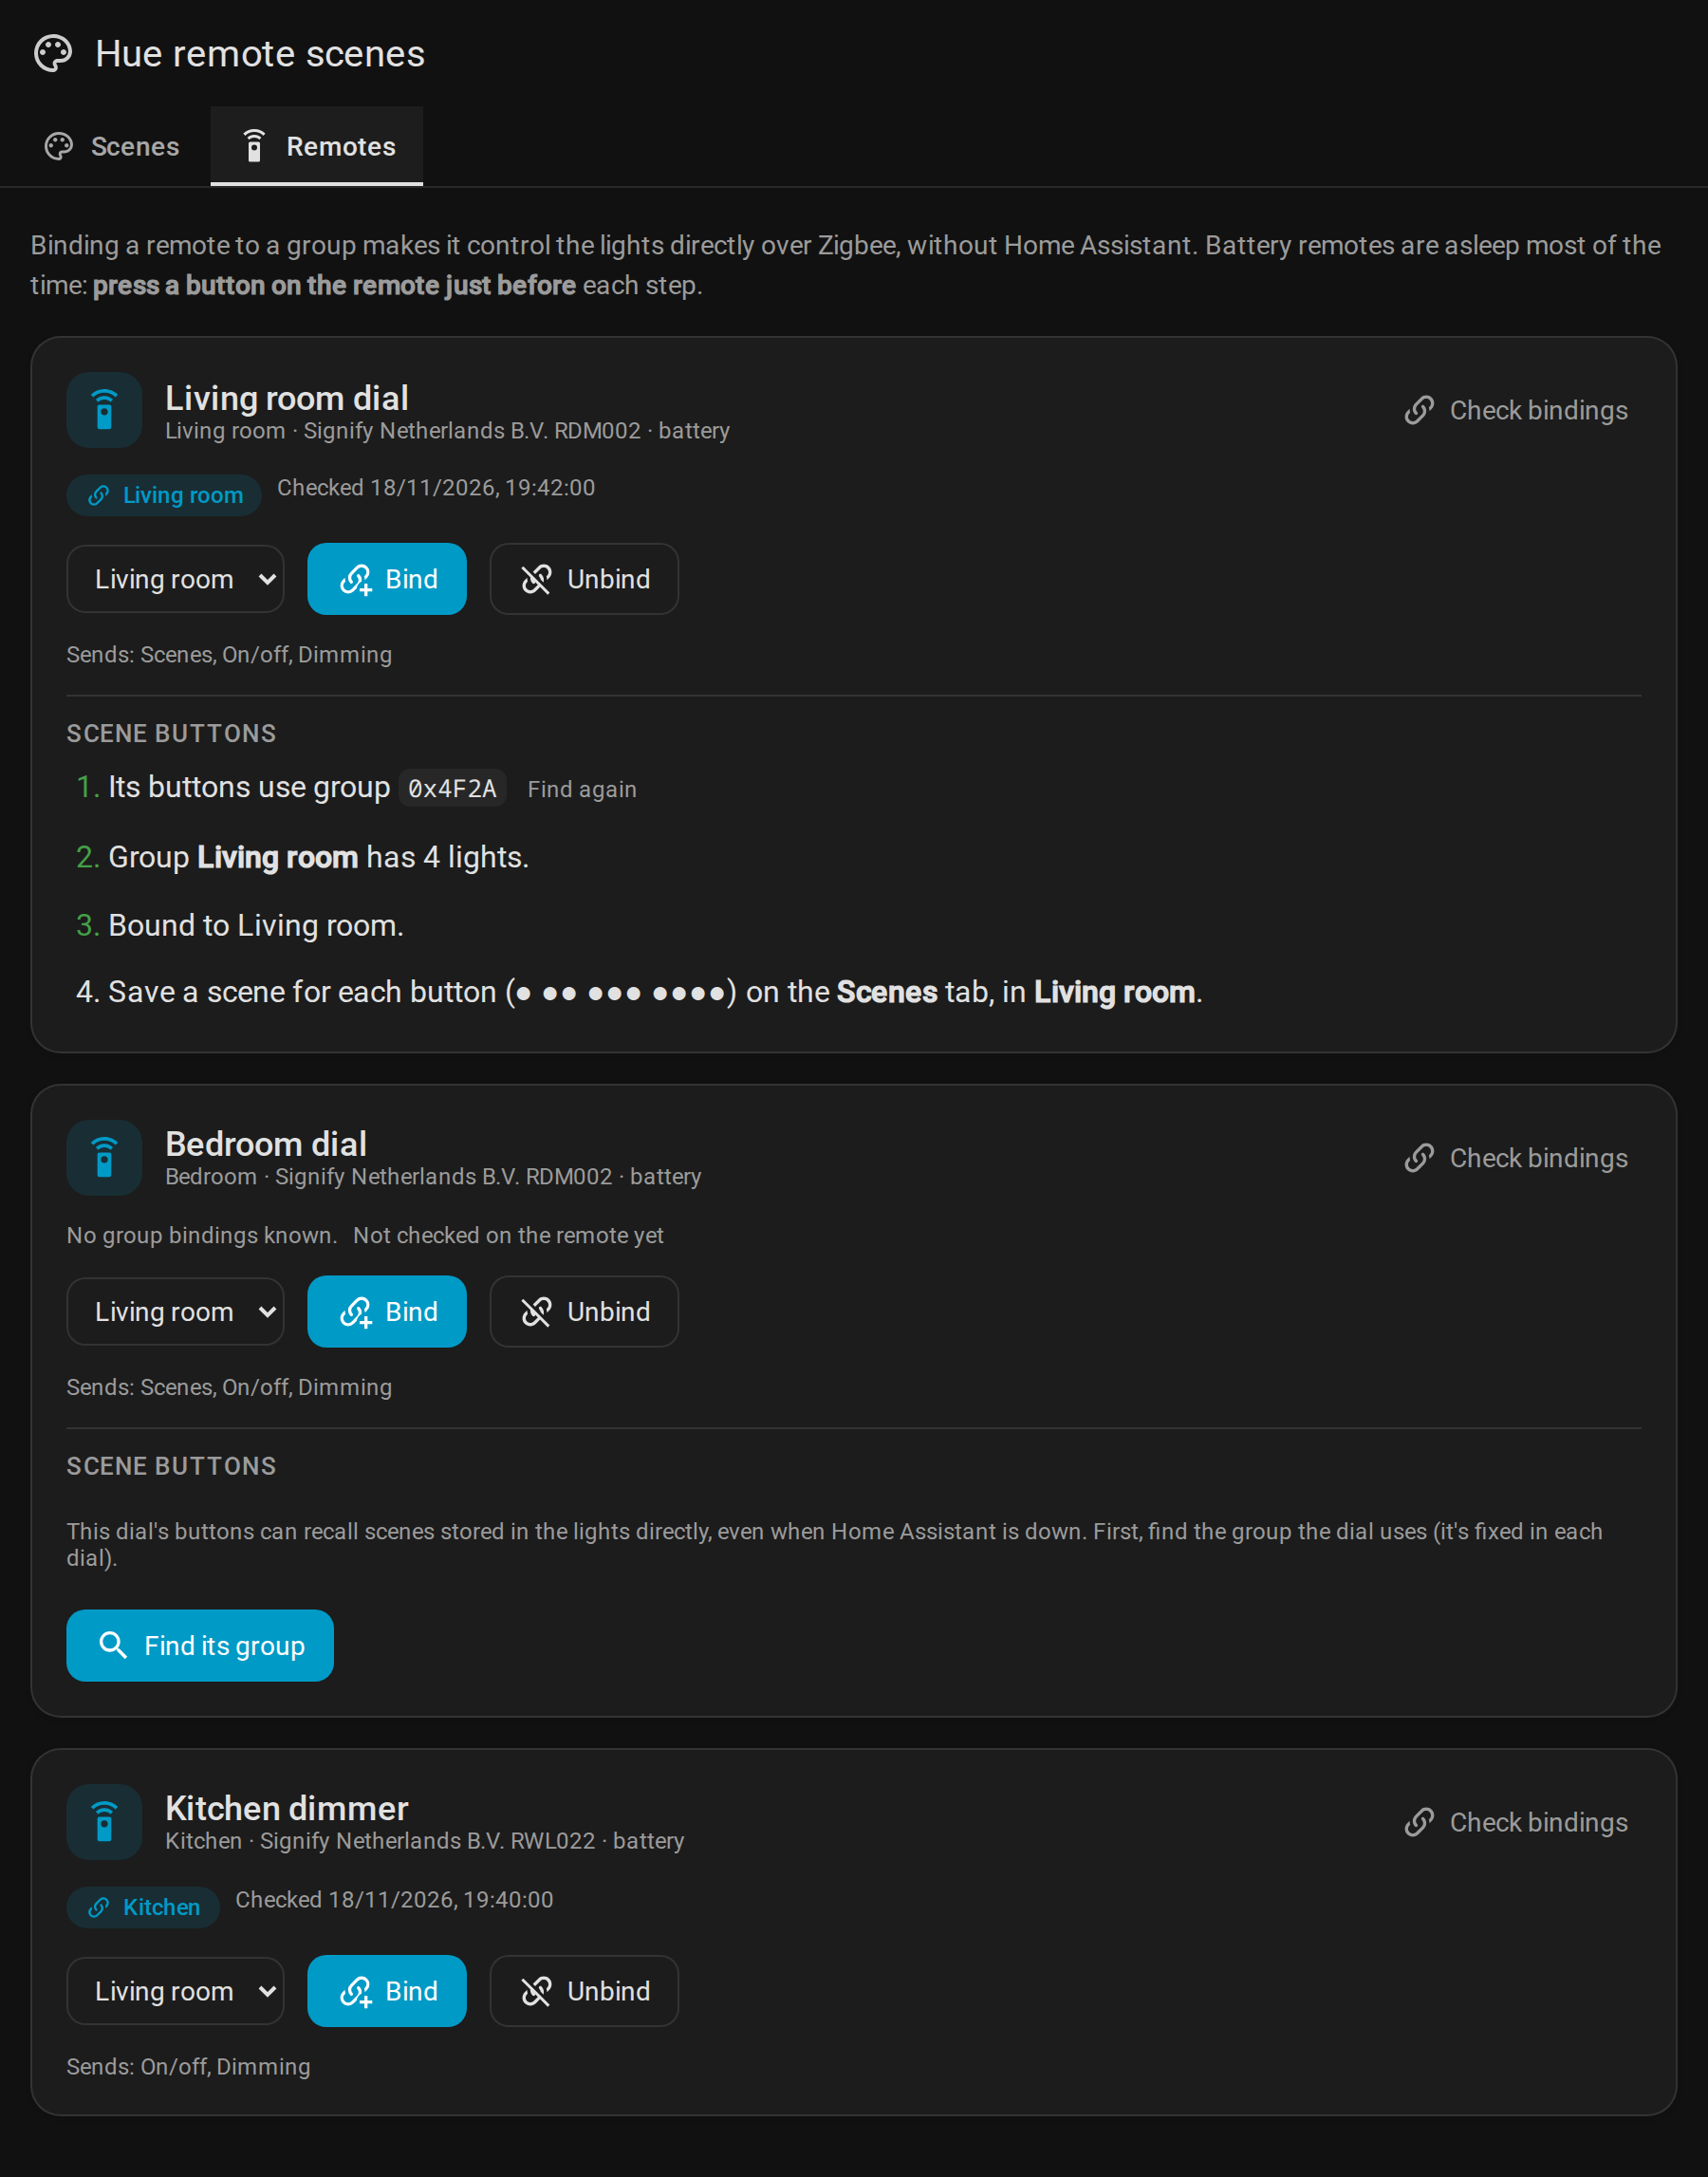 Hue remote scenes
Scenes
Remotes
Binding a remote to a group makes it control the lights directly over Zigbee, without Home Assistant. Battery remotes are asleep most of the
time: press a button on the remote just before each step.
Living room dial
Living room · Signify Netherlands B.V. RDM002 · battery
Check bindings
Living room
Checked 18/11/2026, 19:42:00
Living room
Bind
Unbind
Sends: Scenes, On/off, Dimming
SCENE BUTTONS
1. Its buttons use group 0x4F2A Find again
2. Group Living room has 4 lights.
3. Bound to Living room.
4. Save a scene for each button (● ●● ●●● ●●●●) on the Scenes tab, in Living room.
Bedroom dial
Bedroom · Signify Netherlands B.V. RDM002 · battery
Check bindings
No group bindings known. Not checked on the remote yet
Living room
Bind
Unbind
Sends: Scenes, On/off, Dimming
SCENE BUTTONS
This dial's buttons can recall scenes stored in the lights directly, even when Home Assistant is down. First, find the group the dial uses (it's fixed in each
dial).
Find its group
Kitchen dimmer
Kitchen · Signify Netherlands B.V. RWL022 · battery
Check bindings
Kitchen
Checked 18/11/2026, 19:40:00
Living room
Bind
Unbind
Sends: On/off, Dimming